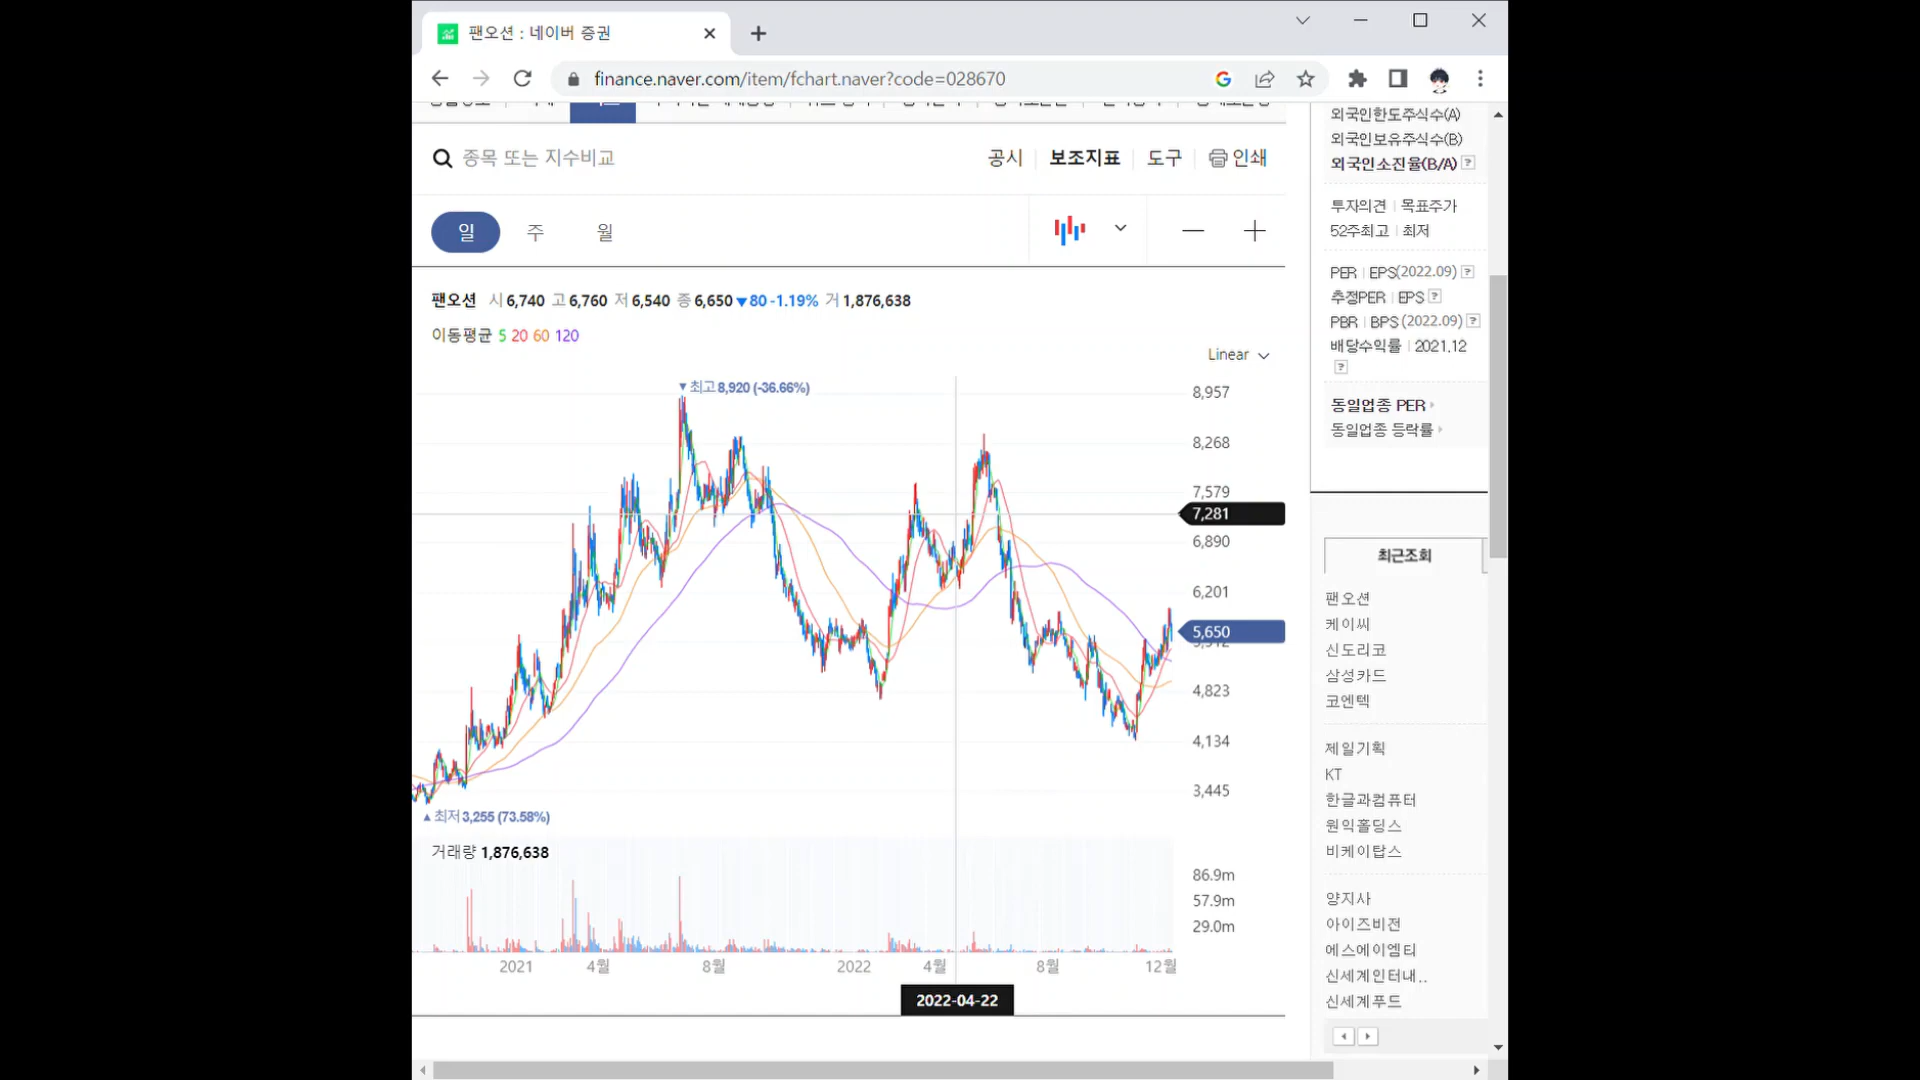 팬오션 : 네이버 증권
finance.naver.com/item/fchart.naver?code=028670
종목 또는 지수비교
공시 보조지표 도구 인쇄
일 주 월
팬오션 시 6,740 고 6,760 저 6,540 종 6,650 ▼80 -1.19% 거 1,876,638
이동평균 5 20 60 120
Linear
▼최고 8,920 (-36.66%)
8,957
8,268
7,579
7,281
6,890
6,201
5,650
4,823
4,134
3,445
▲최저 3,255 (73.58%)
거래량 1,876,638
86.9m
57.9m
29.0m
2021 4월 8월 2022 4월 8월 12월
2022-04-22
외국인한도주식수(A)
외국인보유주식수(B)
외국인소진율(B/A) ?
투자의견 | 목표주가
52주최고 | 최저
PER | EPS(2022.09) ?
추정PER | EPS ?
PBR | BPS (2022.09) ?
배당수익률 | 2021.12
?
동일업종 PER
동일업종 등락률
최근조회
팬오션
케이씨
신도리코
삼성카드
코엔텍
제일기획
KT
한글과컴퓨터
원익홀딩스
비케이탑스
양지사
아이즈비전
에스에이엠티
신세계인터내..
신세계푸드